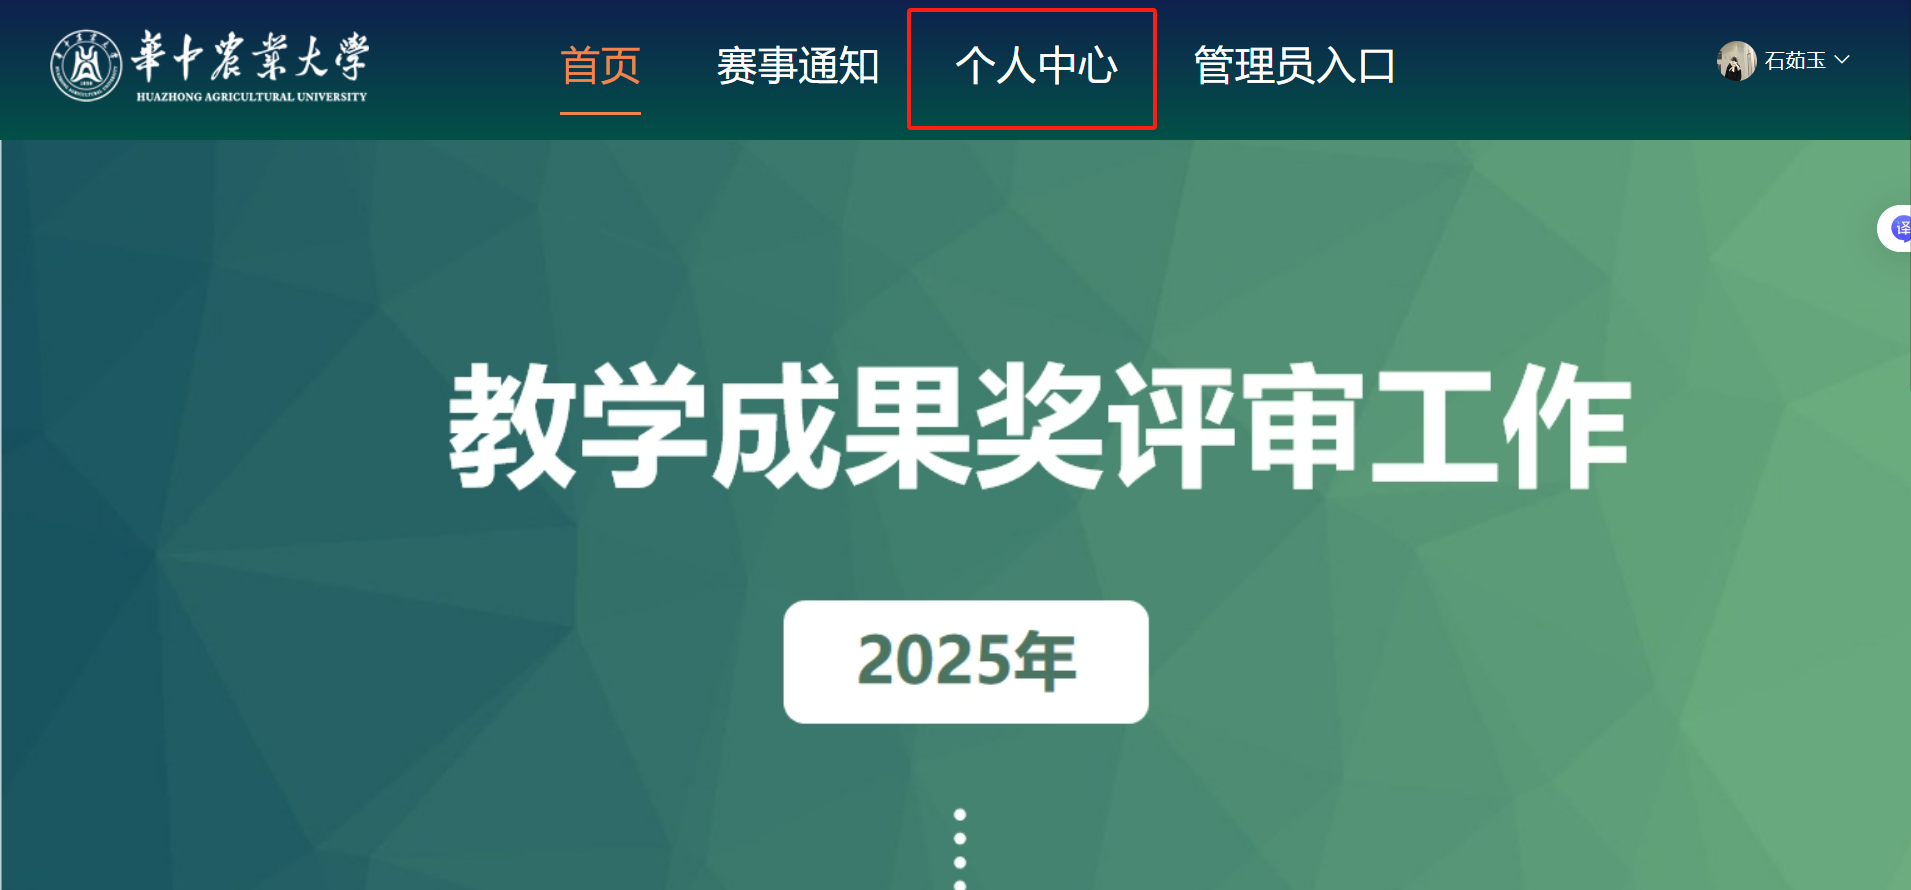 華中农業大学
HUAZHONG AGRICULTURAL UNIVERSITY
首页 赛事通知 个人中心 管理员入口 石茹玉
译
教学成果奖评审工作
2025年